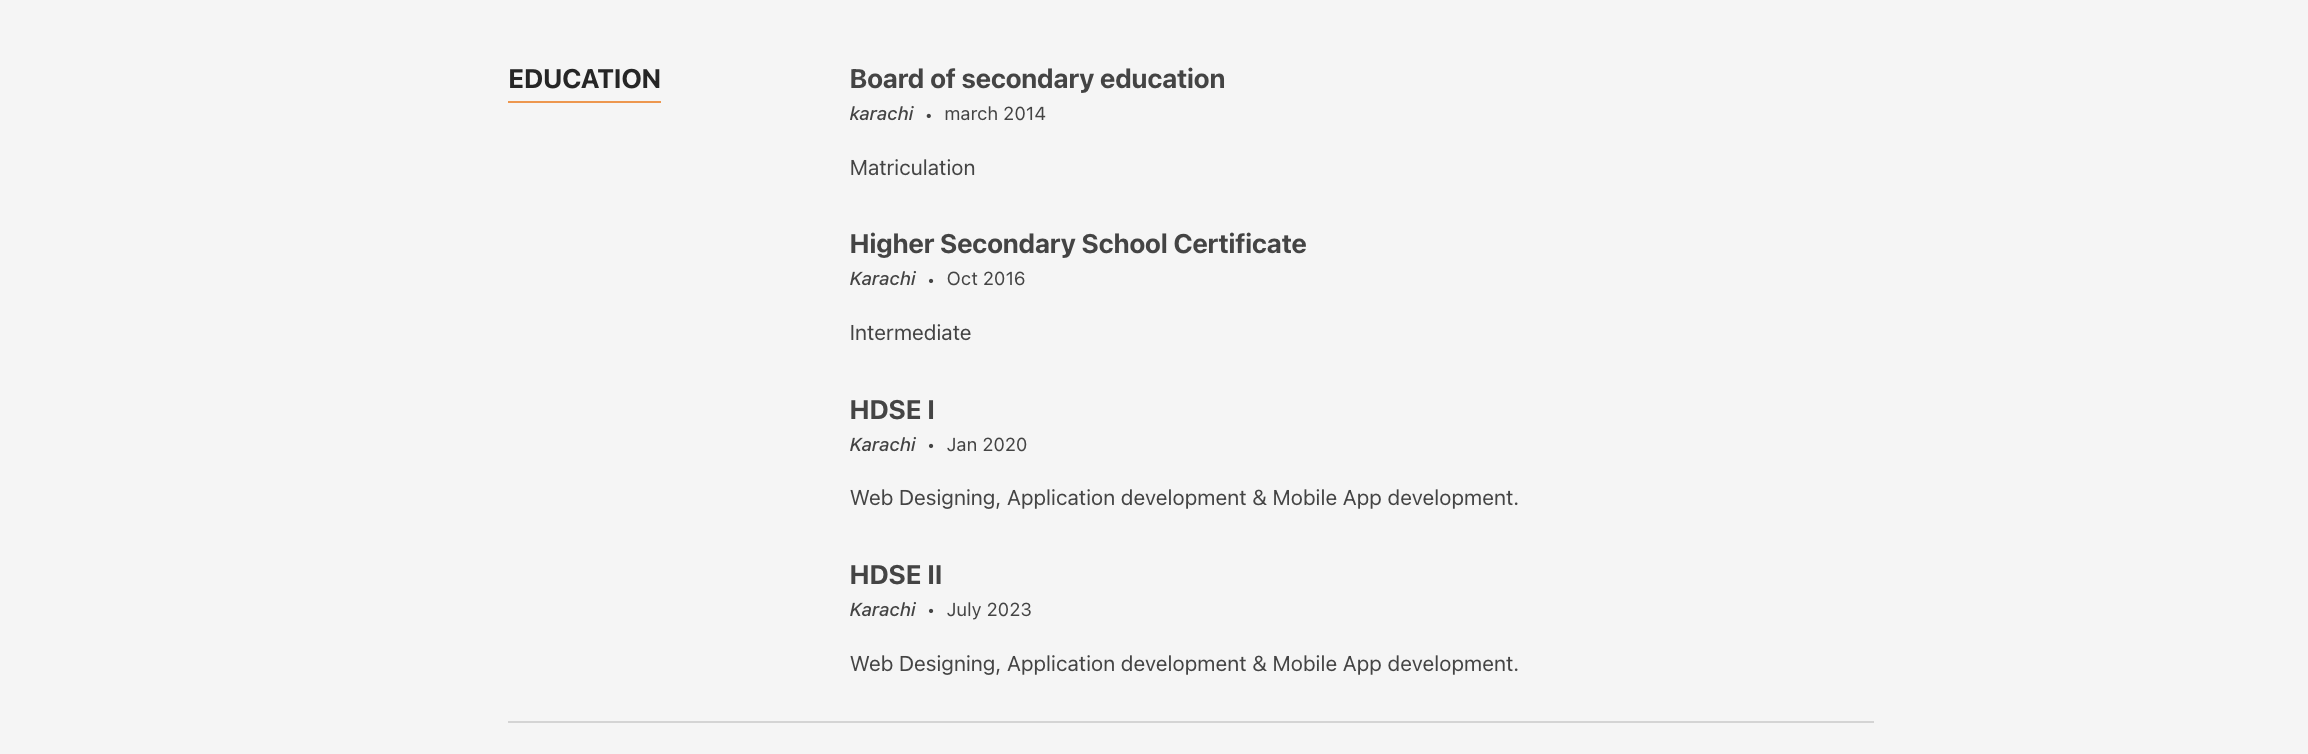 EDUCATION
Board of secondary education
karachi • march 2014
Matriculation
Higher Secondary School Certificate
Karachi • Oct 2016
Intermediate
HDSE I
Karachi • Jan 2020
Web Designing, Application development & Mobile App development.
HDSE II
Karachi • July 2023
Web Designing, Application development & Mobile App development.